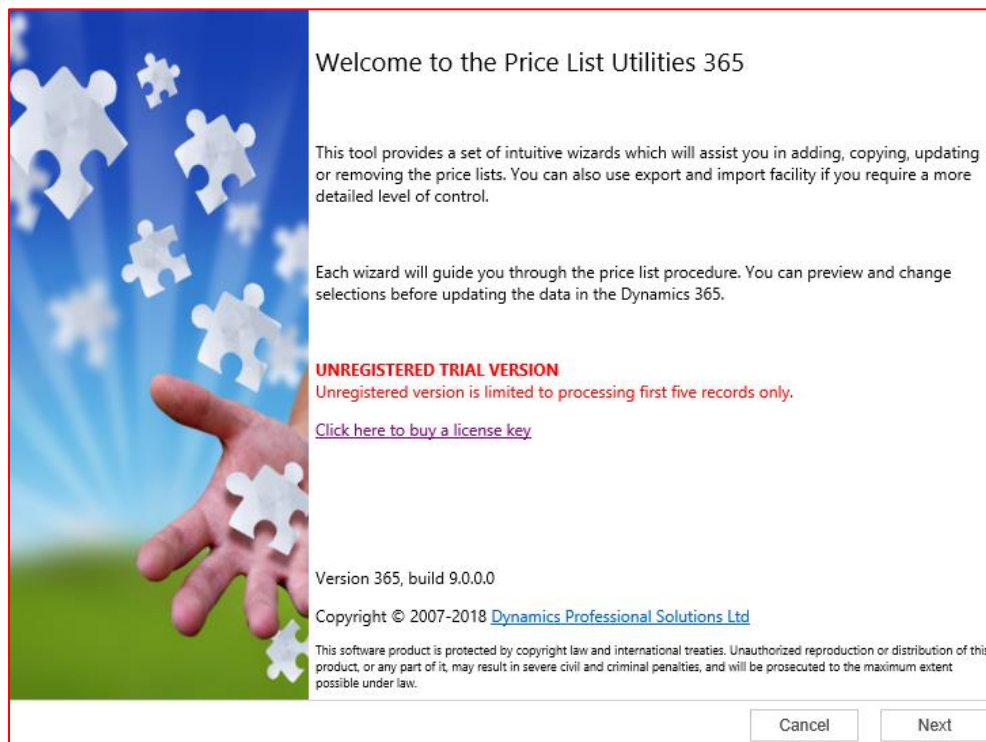 Welcome to the Price List Utilities 365
This tool provides a set of intuitive wizards which will assist you in adding, copying, updating
or removing the price lists. You can also use export and import facility if you require a more
detailed level of control.
Each wizard will guide you through the price list procedure. You can preview and change
selections before updating the data in the Dynamics 365.
UNREGISTERED TRIAL VERSION
Unregistered version is limited to processing first five records only.
Click here to buy a license key
Version 365, build 9.0.0.0
Copyright © 2007-2018 Dynamics Professional Solutions Ltd
This software product is protected by copyright law and international treaties. Unauthorized reproduction or distribution of this
product, or any part of it, may result in severe civil and criminal penalties, and will be prosecuted to the maximum extent
possible under law.
Cancel
Next